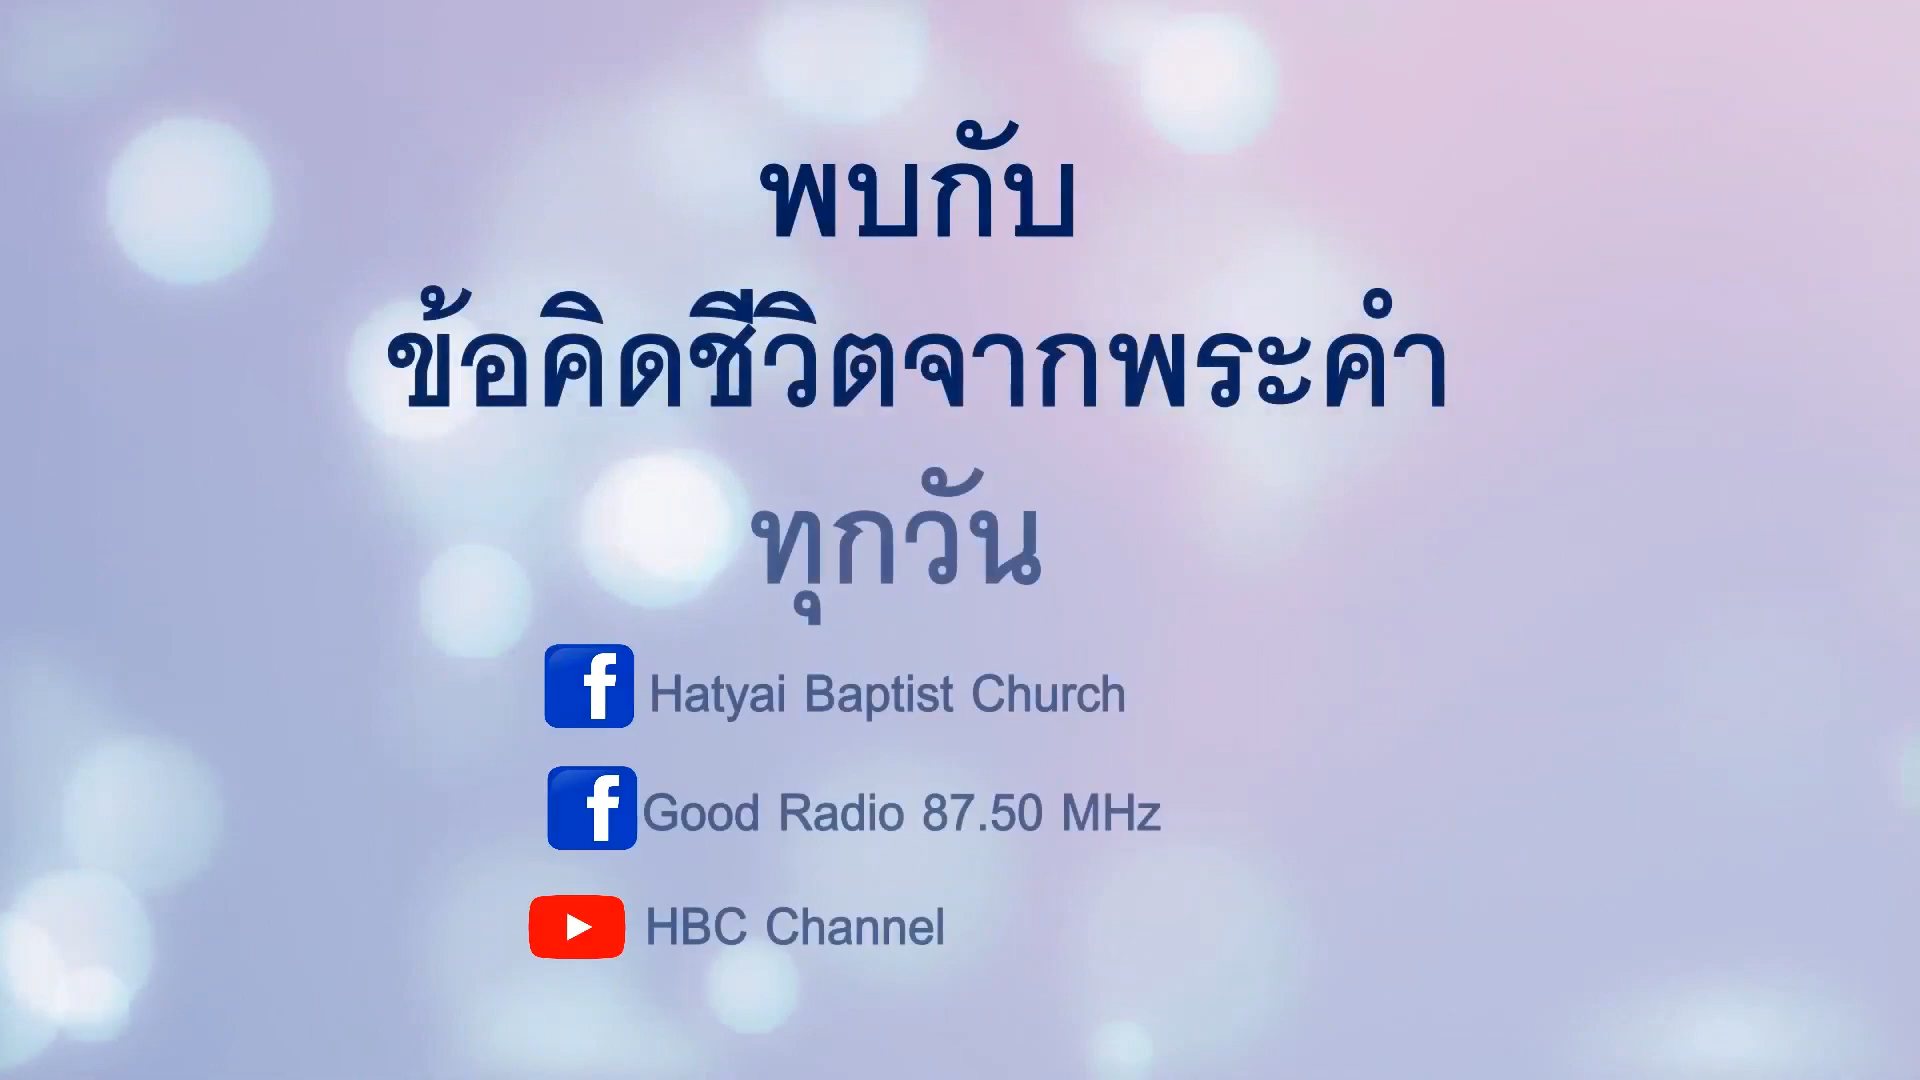 พบกับ
ข้อคิดชีวิตจากพระคำ
ทุกวัน
f Hatyai Baptist Church
f Good Radio 87.50 MHz
HBC Channel